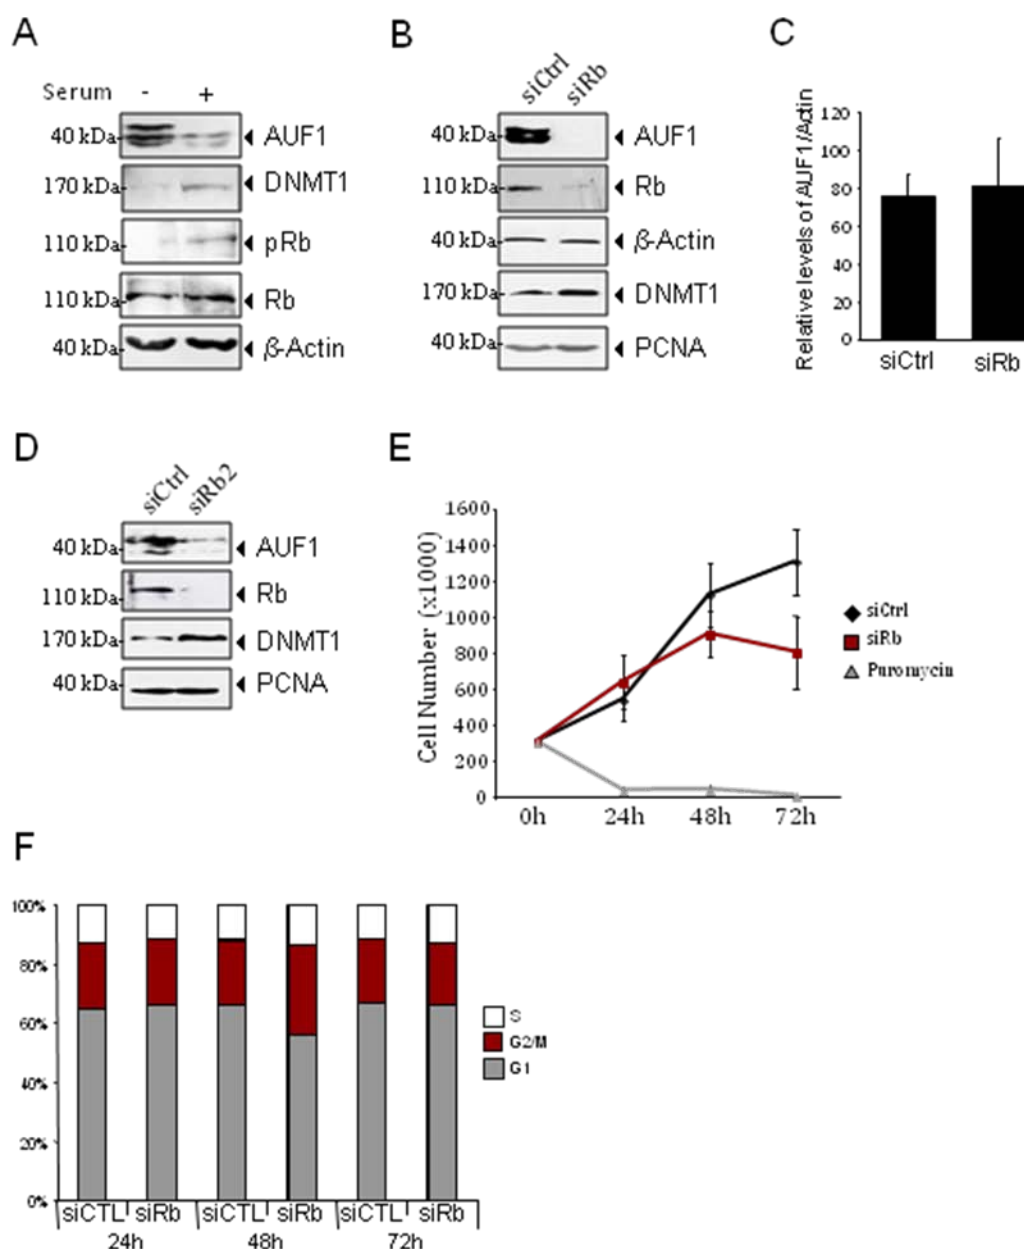 A
Serum - +
40 kDa AUF1
170 kDa DNMT1
110 kDa pRb
110 kDa Rb
40 kDa β-Actin
B
siCtrl siRb
40 kDa AUF1
110 kDa Rb
40 kDa β-Actin
170 kDa DNMT1
40 kDa PCNA
C
Relative levels of AUF1/Actin
120
100
80
60
40
20
0
siCtrl siRb
D
siCtrl siRb2
40 kDa AUF1
110 kDa Rb
170 kDa DNMT1
40 kDa PCNA
E
Cell Number (x1000)
1600
1400
1200
1000
800
600
400
200
0
0h 24h 48h 72h
siCtrl
siRb
Puromycin
F
100%
80%
60%
40%
20%
0%
siCTL siRb siCTL siRb siCTL siRb
24h 48h 72h
S
G2/M
G1